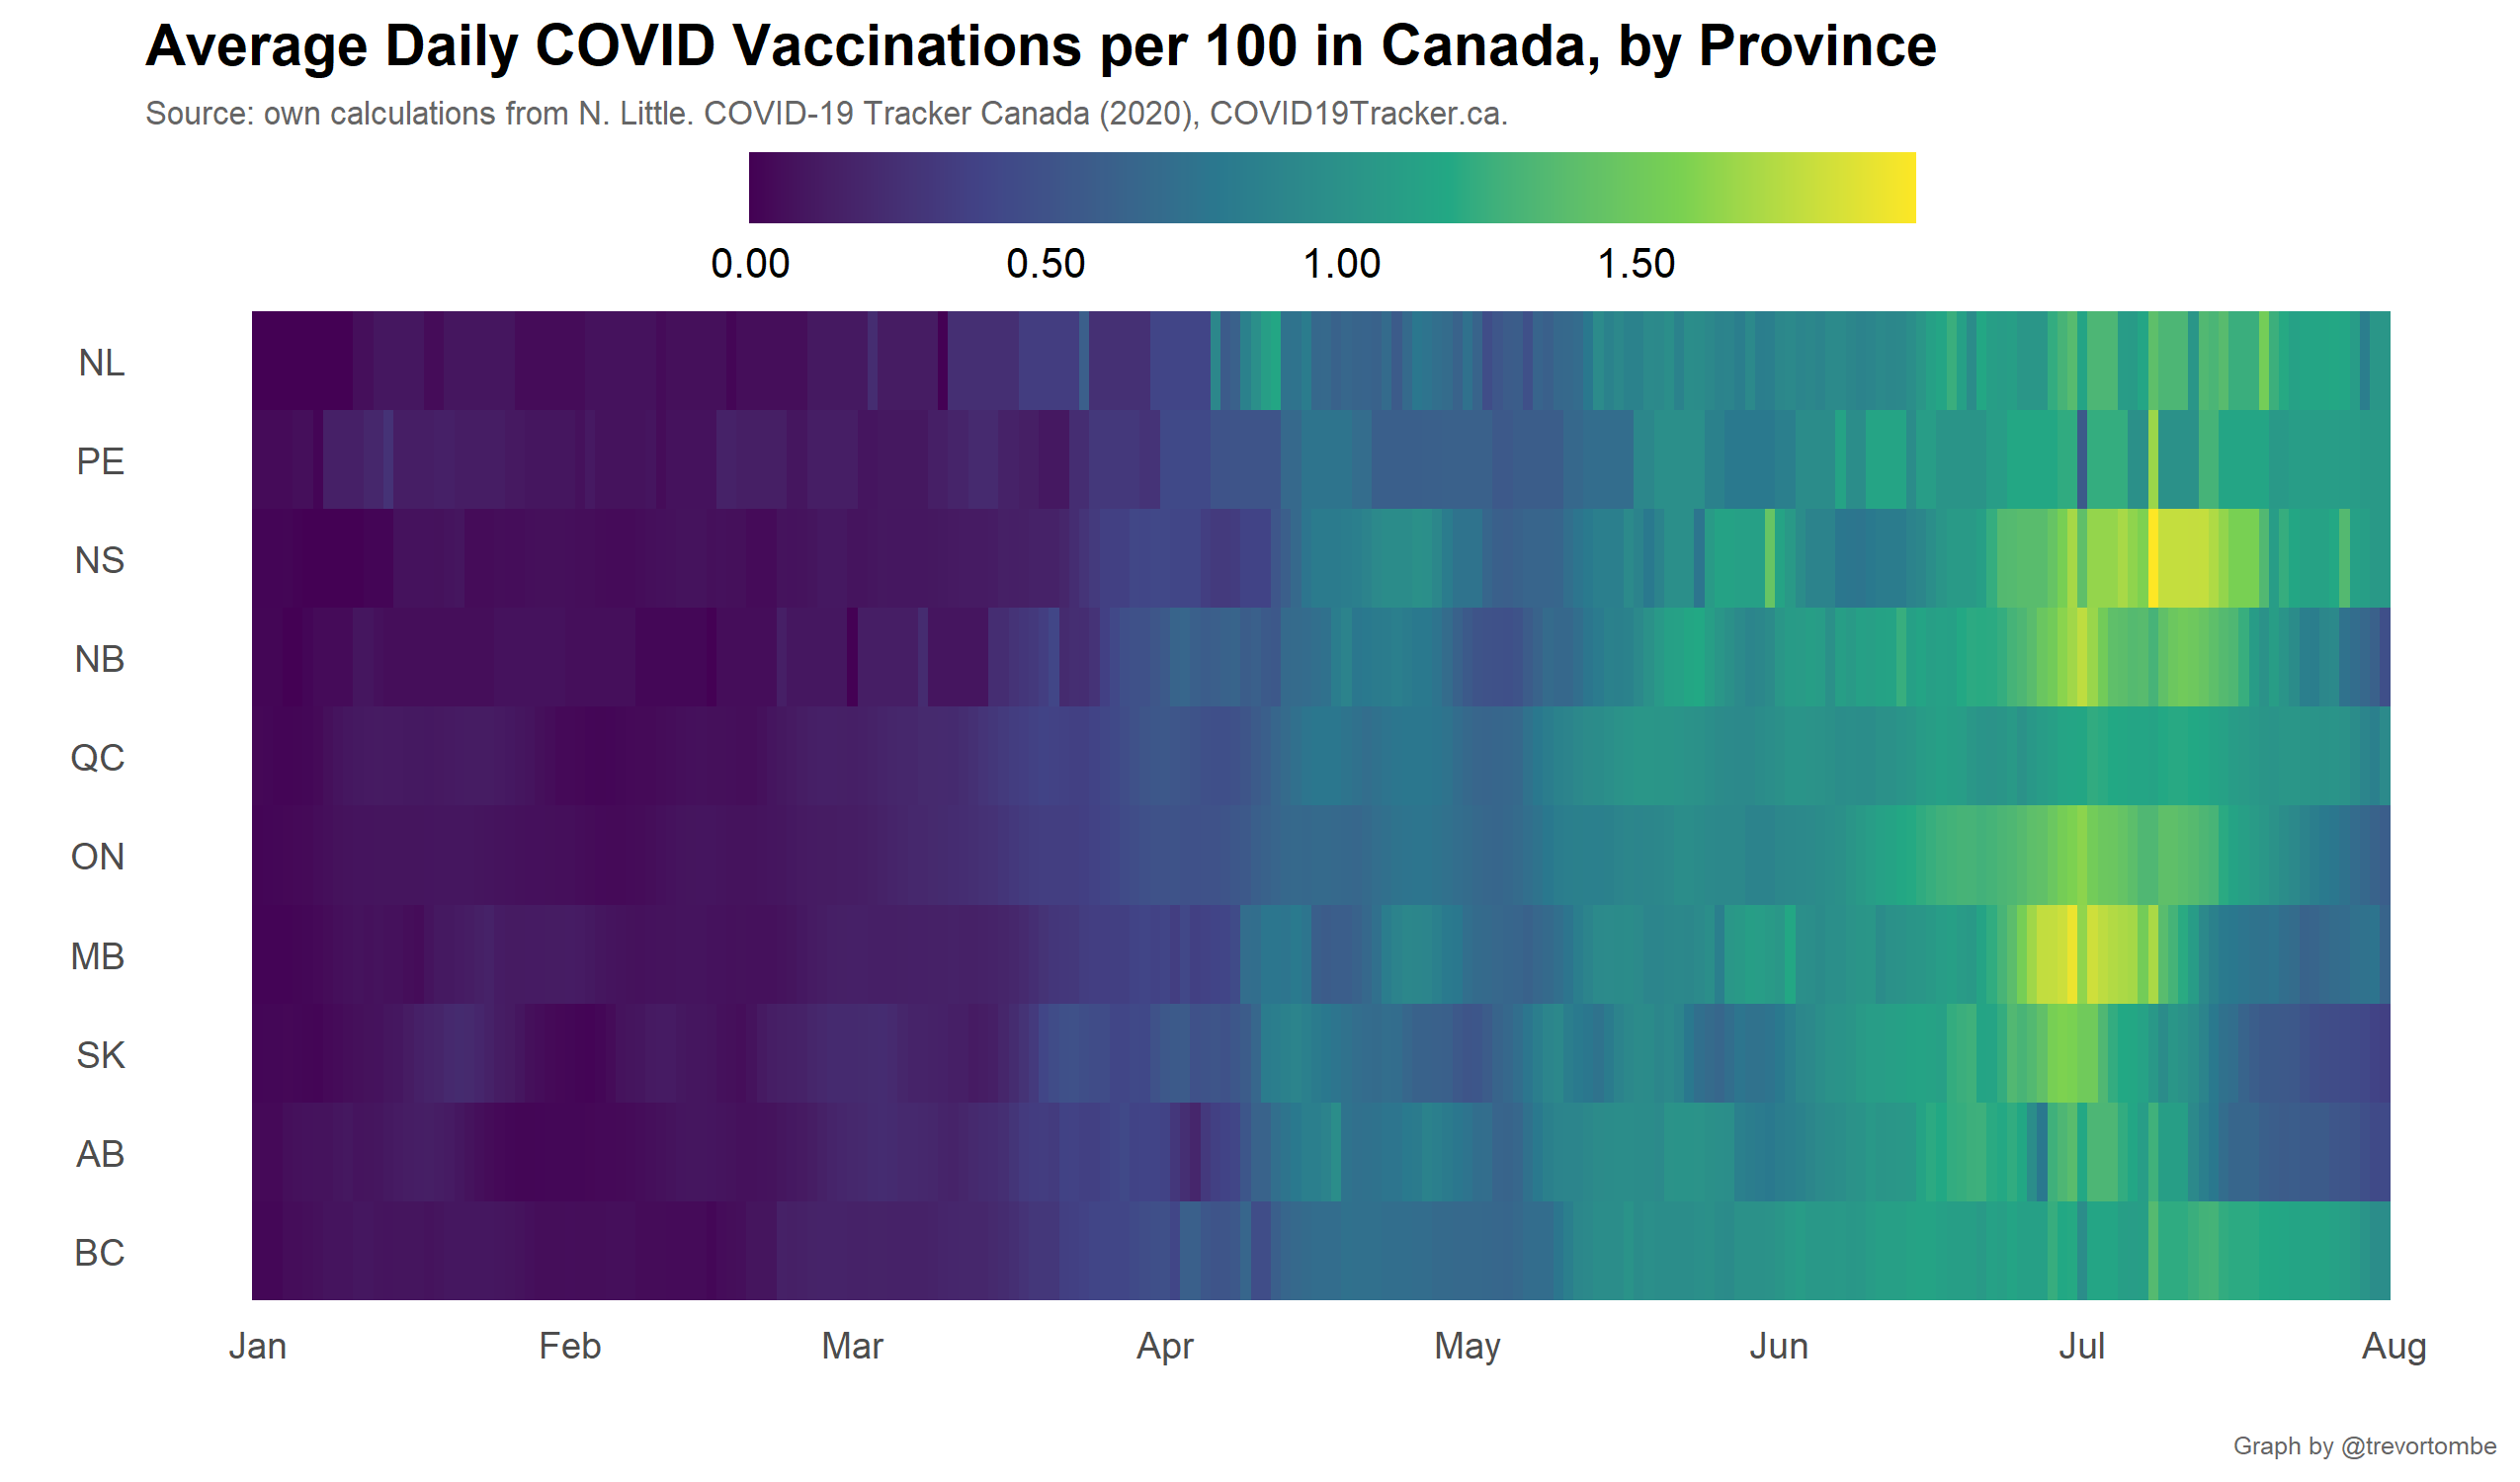 Average Daily COVID Vaccinations per 100 in Canada, by Province
Source: own calculations from N. Little. COVID-19 Tracker Canada (2020), COVID19Tracker.ca.
0.00 0.50 1.00 1.50
NL
PE
NS
NB
QC
ON
MB
SK
AB
BC
Jan Feb Mar Apr May Jun Jul Aug
Graph by @trevortombe